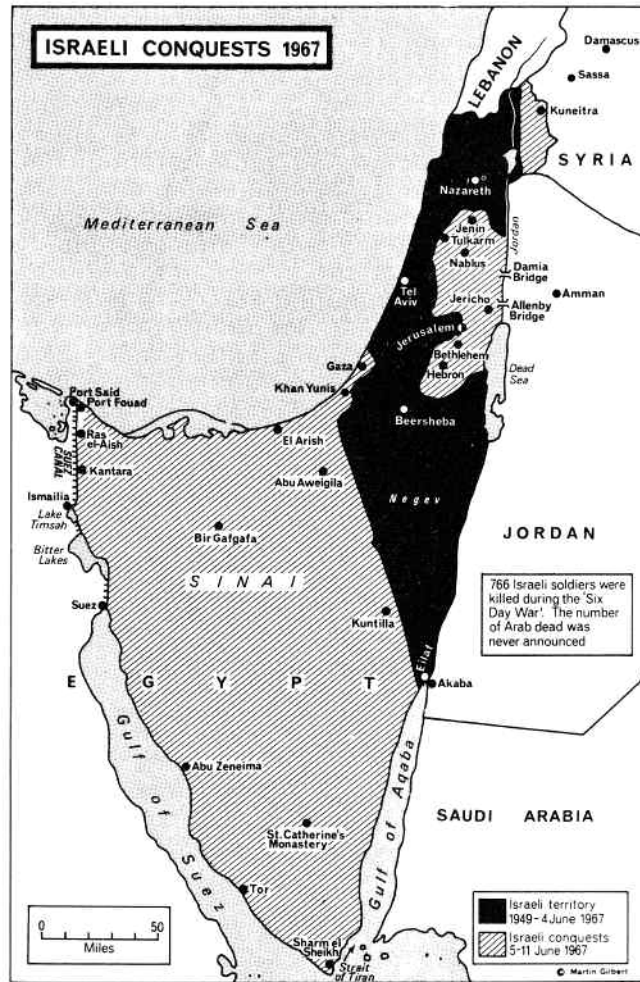 ISRAELI CONQUESTS 1967
Damascus
Sassa
LEBANON
Kuneitra
SYRIA
Nazareth
Mediterranean Sea
Jenin
Tulkarm
Nablus
Jordan
Damia
Bridge
Tel
Aviv
Jericho
Allenby
Bridge
Amman
Jerusalem
Bethlehem
Hebron
Dead
Sea
Gaza
Khan Yunis
Beersheba
Port Said
Port Fouad
Ras
el-Aish
SUEZ
CANAL
Kantara
El Arish
Abu Aweigila
Negev
Ismailia
Lake
Timsah
Bitter
Lakes
Bir Gafgafa
SINAI
JORDAN
766 Israeli soldiers were
killed during the 'Six
Day War'. The number
of Arab dead was
never announced
Suez
Kuntilla
EGYPT
Eilat
Akaba
Gulf of Suez
Abu Zeneima
Gulf of Aqaba
SAUDI ARABIA
St. Catherine's
Monastery
Tor
Sharm el
Sheikh
Strait
of Tiran
0 50
Miles
Israeli territory
1949-4 June 1967
Israeli conquests
5-11 June 1967
© Martin Gilbert